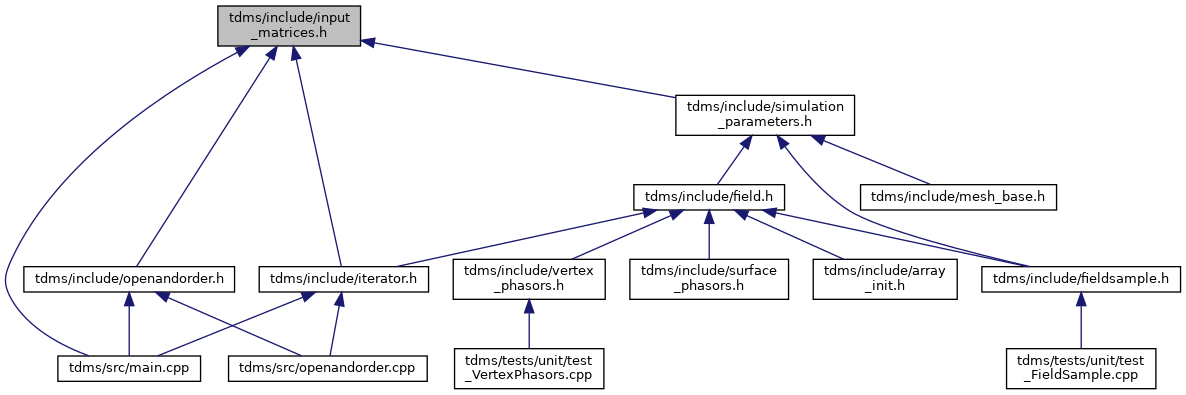 tdms/include/input
_matrices.h
tdms/include/simulation
_parameters.h
tdms/include/field.h
tdms/include/mesh_base.h
tdms/include/openandorder.h
tdms/include/iterator.h
tdms/include/vertex
_phasors.h
tdms/include/surface
_phasors.h
tdms/include/array
_init.h
tdms/include/fieldsample.h
tdms/src/main.cpp
tdms/src/openandorder.cpp
tdms/tests/unit/test
_VertexPhasors.cpp
tdms/tests/unit/test
_FieldSample.cpp